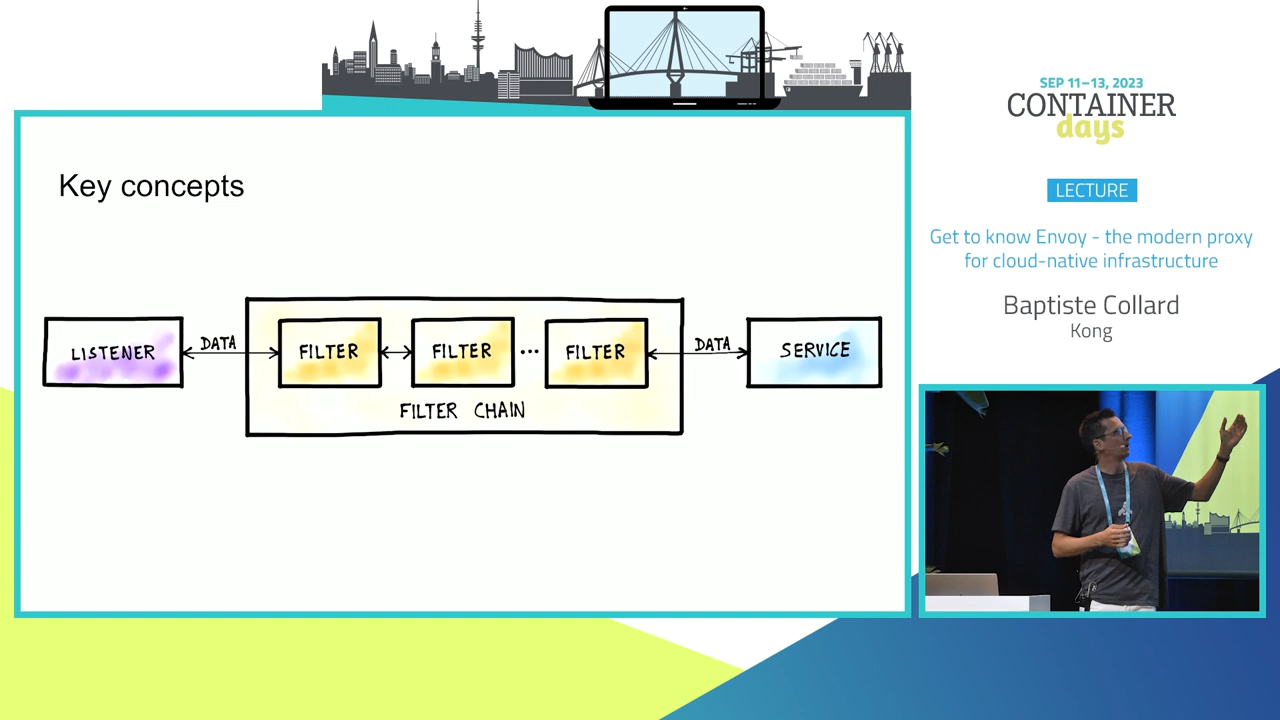 Key concepts
LISTENER
DATA
FILTER
FILTER
...
FILTER
FILTER CHAIN
DATA
SERVICE
SEP 11–13, 2023
CONTAINER
days
LECTURE
Get to know Envoy - the modern proxy
for cloud-native infrastructure
Baptiste Collard
Kong